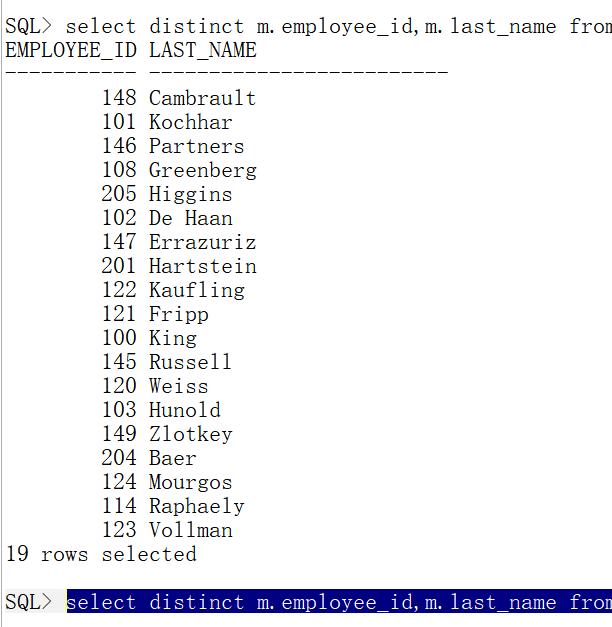 SQL> select distinct m.employee_id,m.last_name from
EMPLOYEE_ID LAST_NAME
----------- -------------------------
148 Cambrault
101 Kochhar
146 Partners
108 Greenberg
205 Higgins
102 De Haan
147 Errazuriz
201 Hartstein
122 Kaufling
121 Fripp
100 King
145 Russell
120 Weiss
103 Hunold
149 Zlotkey
204 Baer
124 Mourgos
114 Raphaely
123 Vollman
19 rows selected
SQL> select distinct m.employee_id,m.last_name from